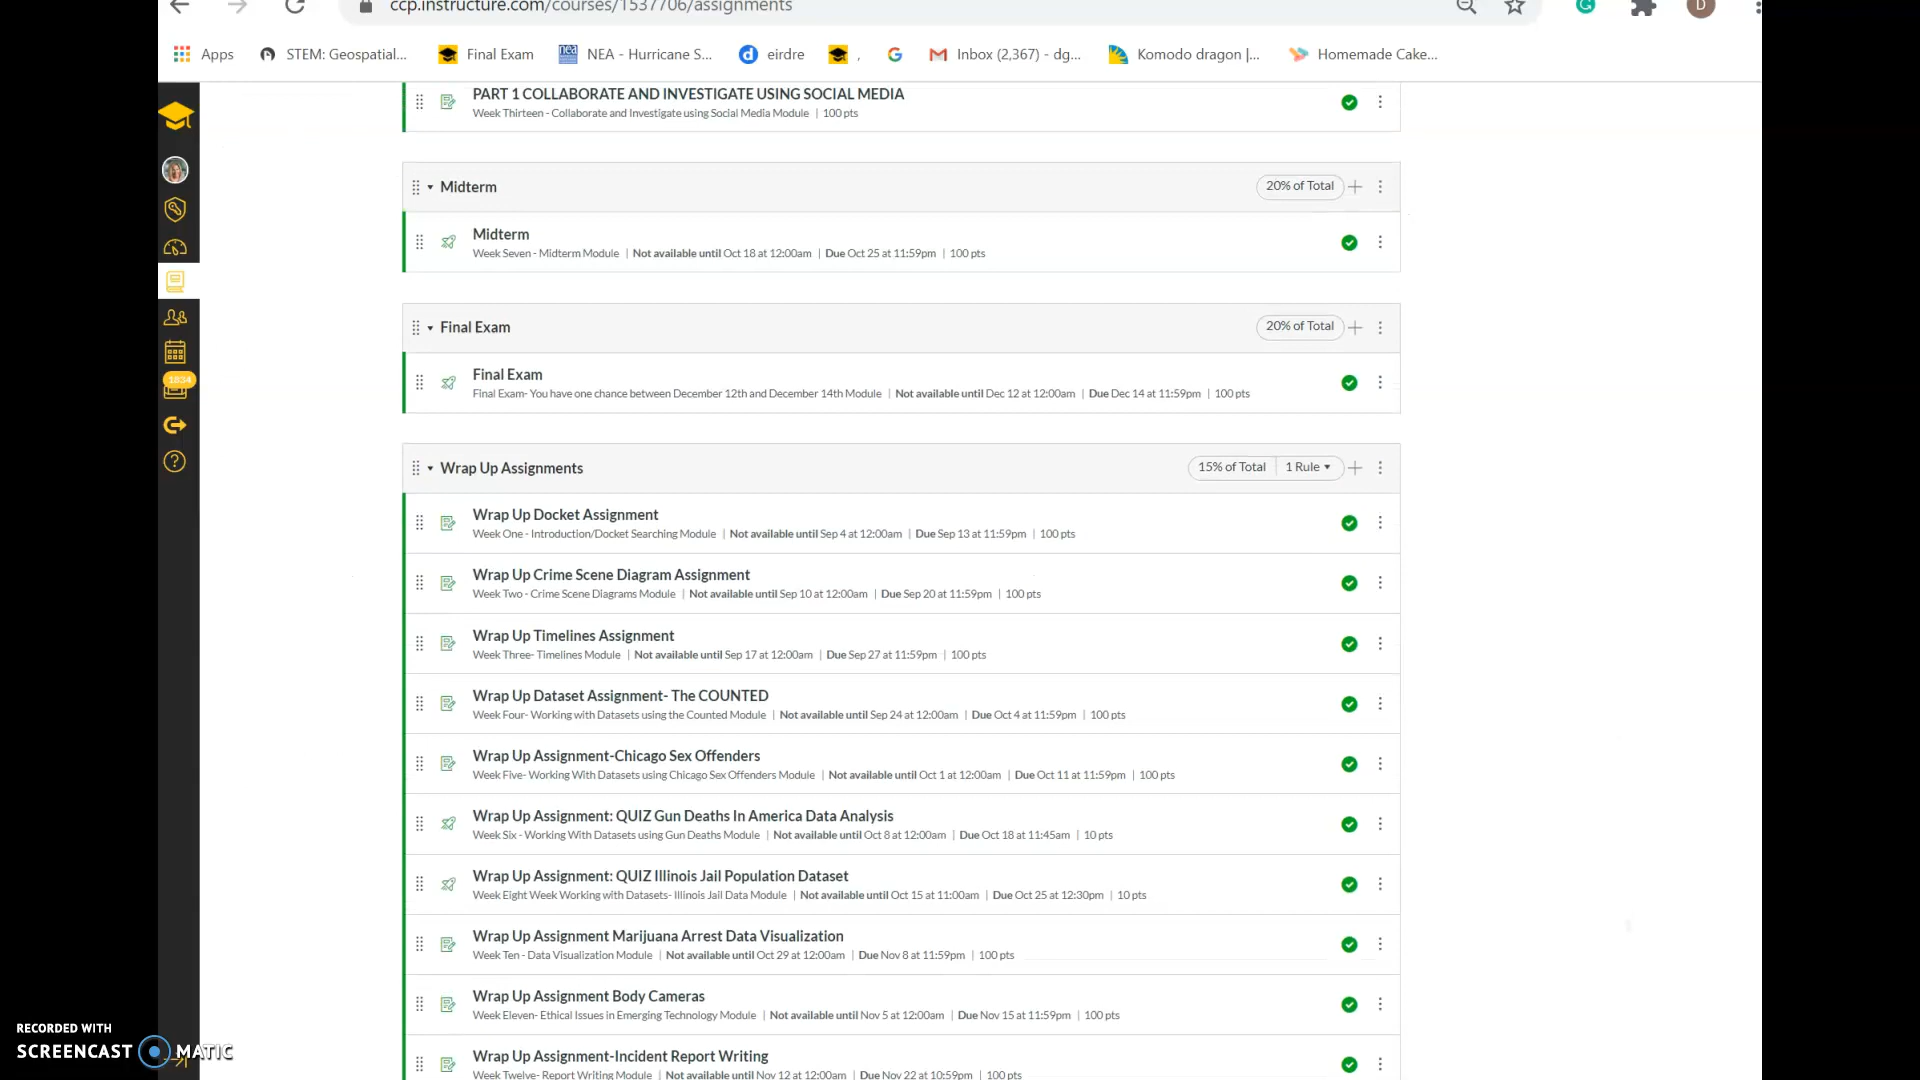 ccp.instructure.com/courses/1537706/assignments
D
Apps STEM: Geospatial... Final Exam NEA - Hurricane S... eirdre , Inbox (2,367) - dg... Komodo dragon |... Homemade Cake...
PART 1 COLLABORATE AND INVESTIGATE USING SOCIAL MEDIA
Week Thirteen - Collaborate and Investigate using Social Media Module | 100 pts
Midterm 20% of Total
Midterm
Week Seven - Midterm Module | Not available until Oct 18 at 12:00am | Due Oct 25 at 11:59pm | 100 pts
Final Exam 20% of Total
Final Exam
Final Exam- You have one chance between December 12th and December 14th Module | Not available until Dec 12 at 12:00am | Due Dec 14 at 11:59pm | 100 pts
1834
Wrap Up Assignments 15% of Total 1 Rule
Wrap Up Docket Assignment
Week One - Introduction/Docket Searching Module | Not available until Sep 4 at 12:00am | Due Sep 13 at 11:59pm | 100 pts
Wrap Up Crime Scene Diagram Assignment
Week Two - Crime Scene Diagrams Module | Not available until Sep 10 at 12:00am | Due Sep 20 at 11:59pm | 100 pts
Wrap Up Timelines Assignment
Week Three- Timelines Module | Not available until Sep 17 at 12:00am | Due Sep 27 at 11:59pm | 100 pts
Wrap Up Dataset Assignment- The COUNTED
Week Four- Working with Datasets using the Counted Module | Not available until Sep 24 at 12:00am | Due Oct 4 at 11:59pm | 100 pts
Wrap Up Assignment-Chicago Sex Offenders
Week Five- Working With Datasets using Chicago Sex Offenders Module | Not available until Oct 1 at 12:00am | Due Oct 11 at 11:59pm | 100 pts
Wrap Up Assignment: QUIZ Gun Deaths In America Data Analysis
Week Six - Working With Datasets using Gun Deaths Module | Not available until Oct 8 at 12:00am | Due Oct 18 at 11:45am | 10 pts
Wrap Up Assignment: QUIZ Illinois Jail Population Dataset
Week Eight Week Working with Datasets- Illinois Jail Data Module | Not available until Oct 15 at 11:00am | Due Oct 25 at 12:30pm | 10 pts
Wrap Up Assignment Marijuana Arrest Data Visualization
Week Ten - Data Visualization Module | Not available until Oct 29 at 12:00am | Due Nov 8 at 11:59pm | 100 pts
Wrap Up Assignment Body Cameras
Week Eleven- Ethical Issues in Emerging Technology Module | Not available until Nov 5 at 12:00am | Due Nov 15 at 11:59pm | 100 pts
Wrap Up Assignment-Incident Report Writing
Week Twelve- Report Writing Module | Not available until Nov 12 at 12:00am | Due Nov 22 at 10:59pm | 100 pts
RECORDED WITH
SCREENCAST MATIC